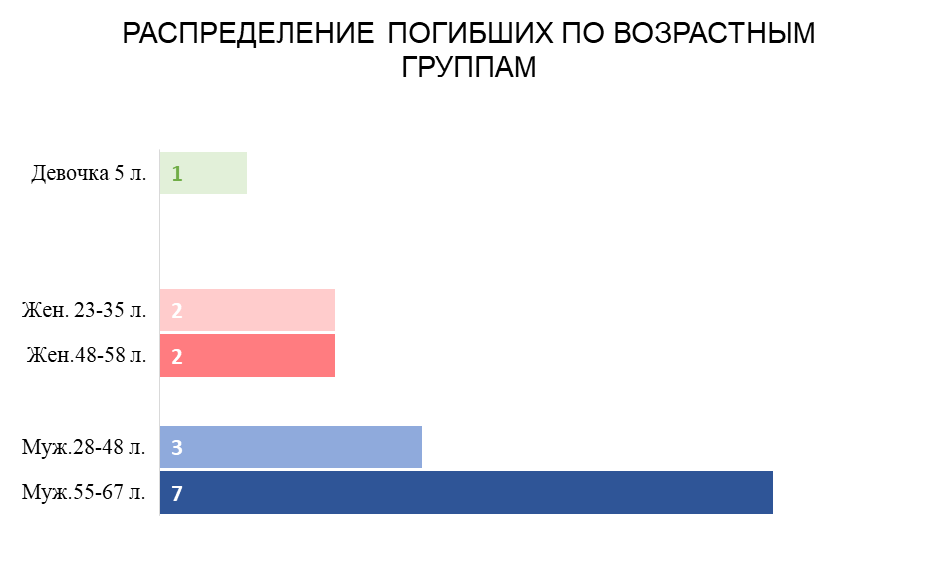 РАСПРЕДЕЛЕНИЕ ПОГИБШИХ ПО ВОЗРАСТНЫМ
ГРУППАМ
Девочка 5 л. 1
Жен. 23-35 л. 2
Жен.48-58 л. 2
Муж.28-48 л. 3
Муж.55-67 л. 7